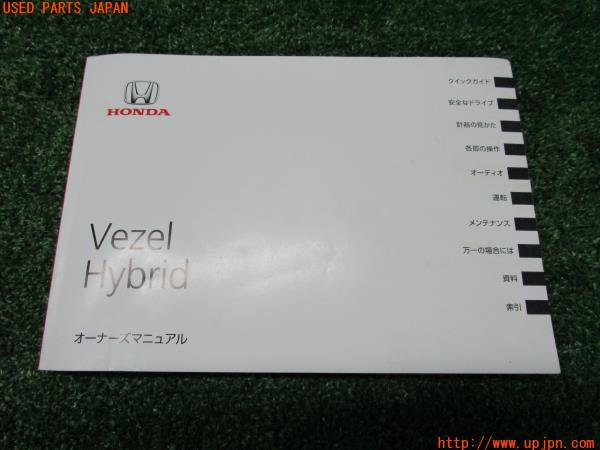 USED PARTS JAPAN
HONDA
クイックガイド
安全なドライブ
計器の見かた
各部の操作
オーディオ
運転
メンテナンス
万一の場合には
資料
索引
Vezel
Hybrid
オーナーズマニュアル
http://www.upjpn.com